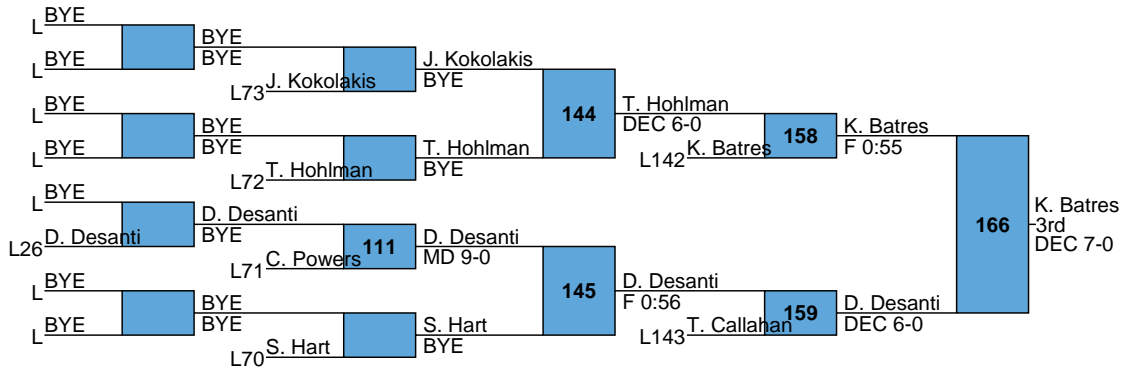 BYE
L
BYE
BYE
J. Kokolakis
L
BYE
BYE
L73
J. Kokolakis
144
T. Hohlman
DEC 6-0
BYE
L
BYE
BYE
158
K. Batres
F 0:55
BYE
L
T. Hohlman
BYE
L142
K. Batres
L72
T. Hohlman
BYE
L
D. Desanti
BYE
166
K. Batres
3rd
DEC 7-0
L26
D. Desanti
111
D. Desanti
MD 9-0
L71
C. Powers
145
D. Desanti
F 0:56
BYE
L
BYE
BYE
159
D. Desanti
DEC 6-0
BYE
L
S. Hart
BYE
L143
T. Callahan
L70
S. Hart
BYE